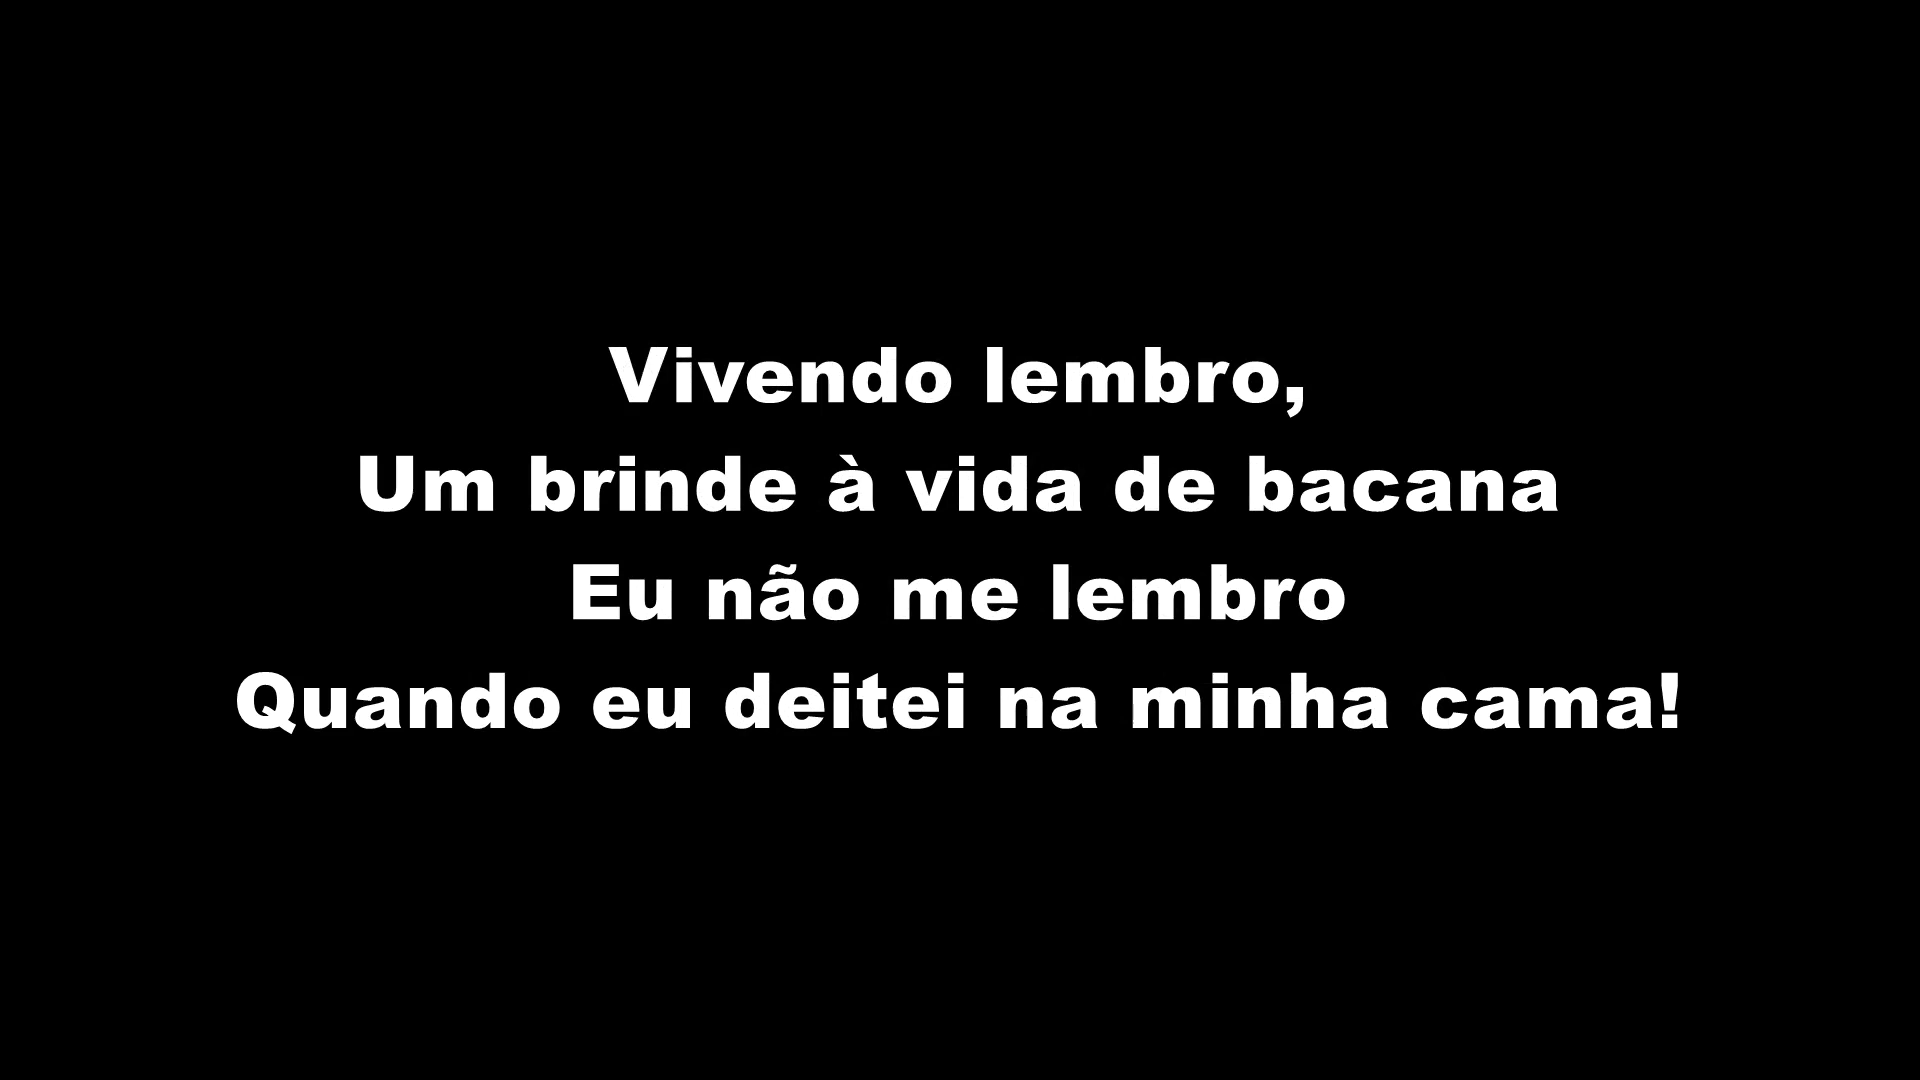 Vivendo lembro,
Um brinde à vida de bacana
Eu não me lembro
Quando eu deitei na minha cama!